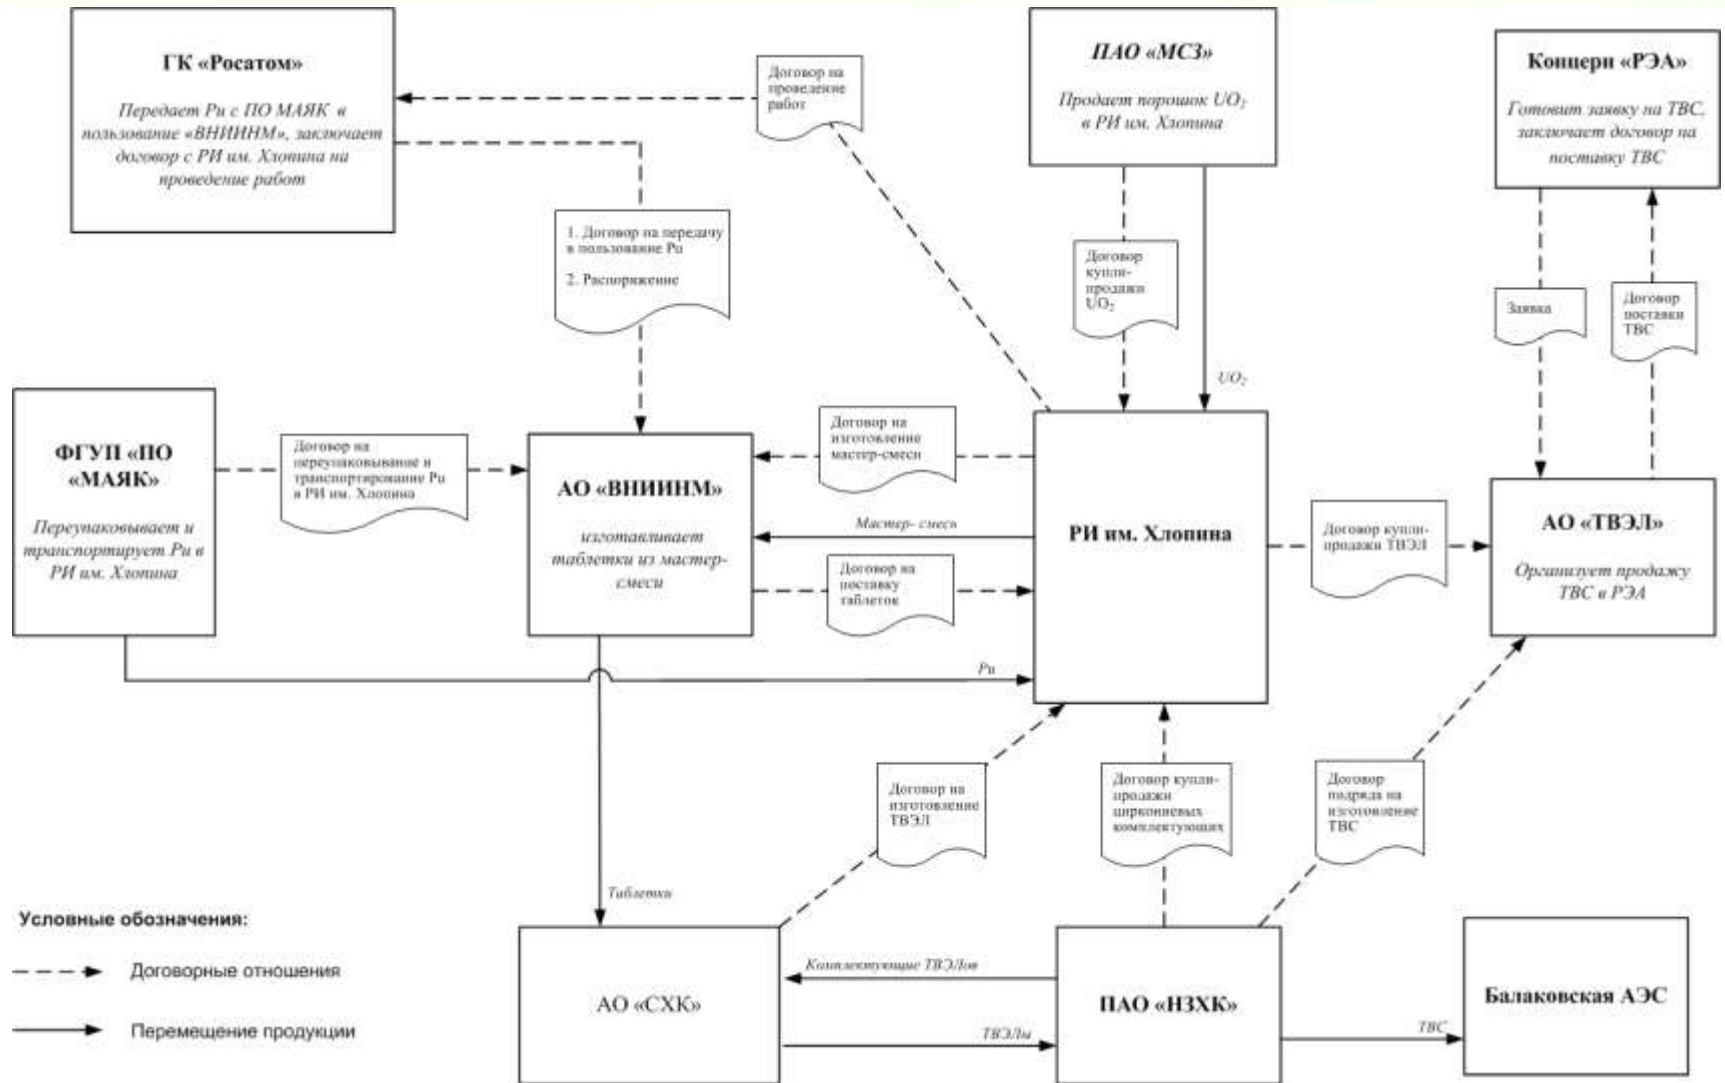 ГК «Росатом»
Передает Pu с ПО МАЯК в
пользование «ВНИИНМ», заключает
договор с РИ им. Хлопина на
проведение работ
Договор на
проведение
работ
ПАО «МСЗ»
Продает порошок UO₂
в РИ им. Хлопина
Концерн «РЭА»
Готовит заявку на ТВС,
заключает договор на
поставку ТВС
1. Договор на передачу
в пользование Pu
2. Распоряжение
Договор
купли-
продажи
UO₂
Заявка
Договор
поставки
ТВС
UO₂
ФГУП «ПО
«МАЯК»
Переупаковывает и
транспортирует Pu в
РИ им. Хлопина
Договор на
переупаковывание и
транспортирование Pu
в РИ им. Хлопина
АО «ВНИИНМ»
изготавливает
таблетки из мастер-
смеси
Договор на
изготовление
мастер-смеси
Мастер- смесь
Договор на
поставку
таблеток
РИ им. Хлопина
Договор купли-
продажи ТВЭЛ
АО «ТВЭЛ»
Организует продажу
ТВС в РЭА
Pu
Договор на
изготовление
ТВЭЛ
Договор купли-
продажи
циркониевых
комплектующих
Договор
подряда на
изготовление
ТВС
Таблетки
Условные обозначения:
Договорные отношения
Перемещение продукции
АО «СХК»
Комплектующие ТВЭЛов
ТВЭЛы
ПАО «НЗХК»
ТВС
Балаковская АЭС